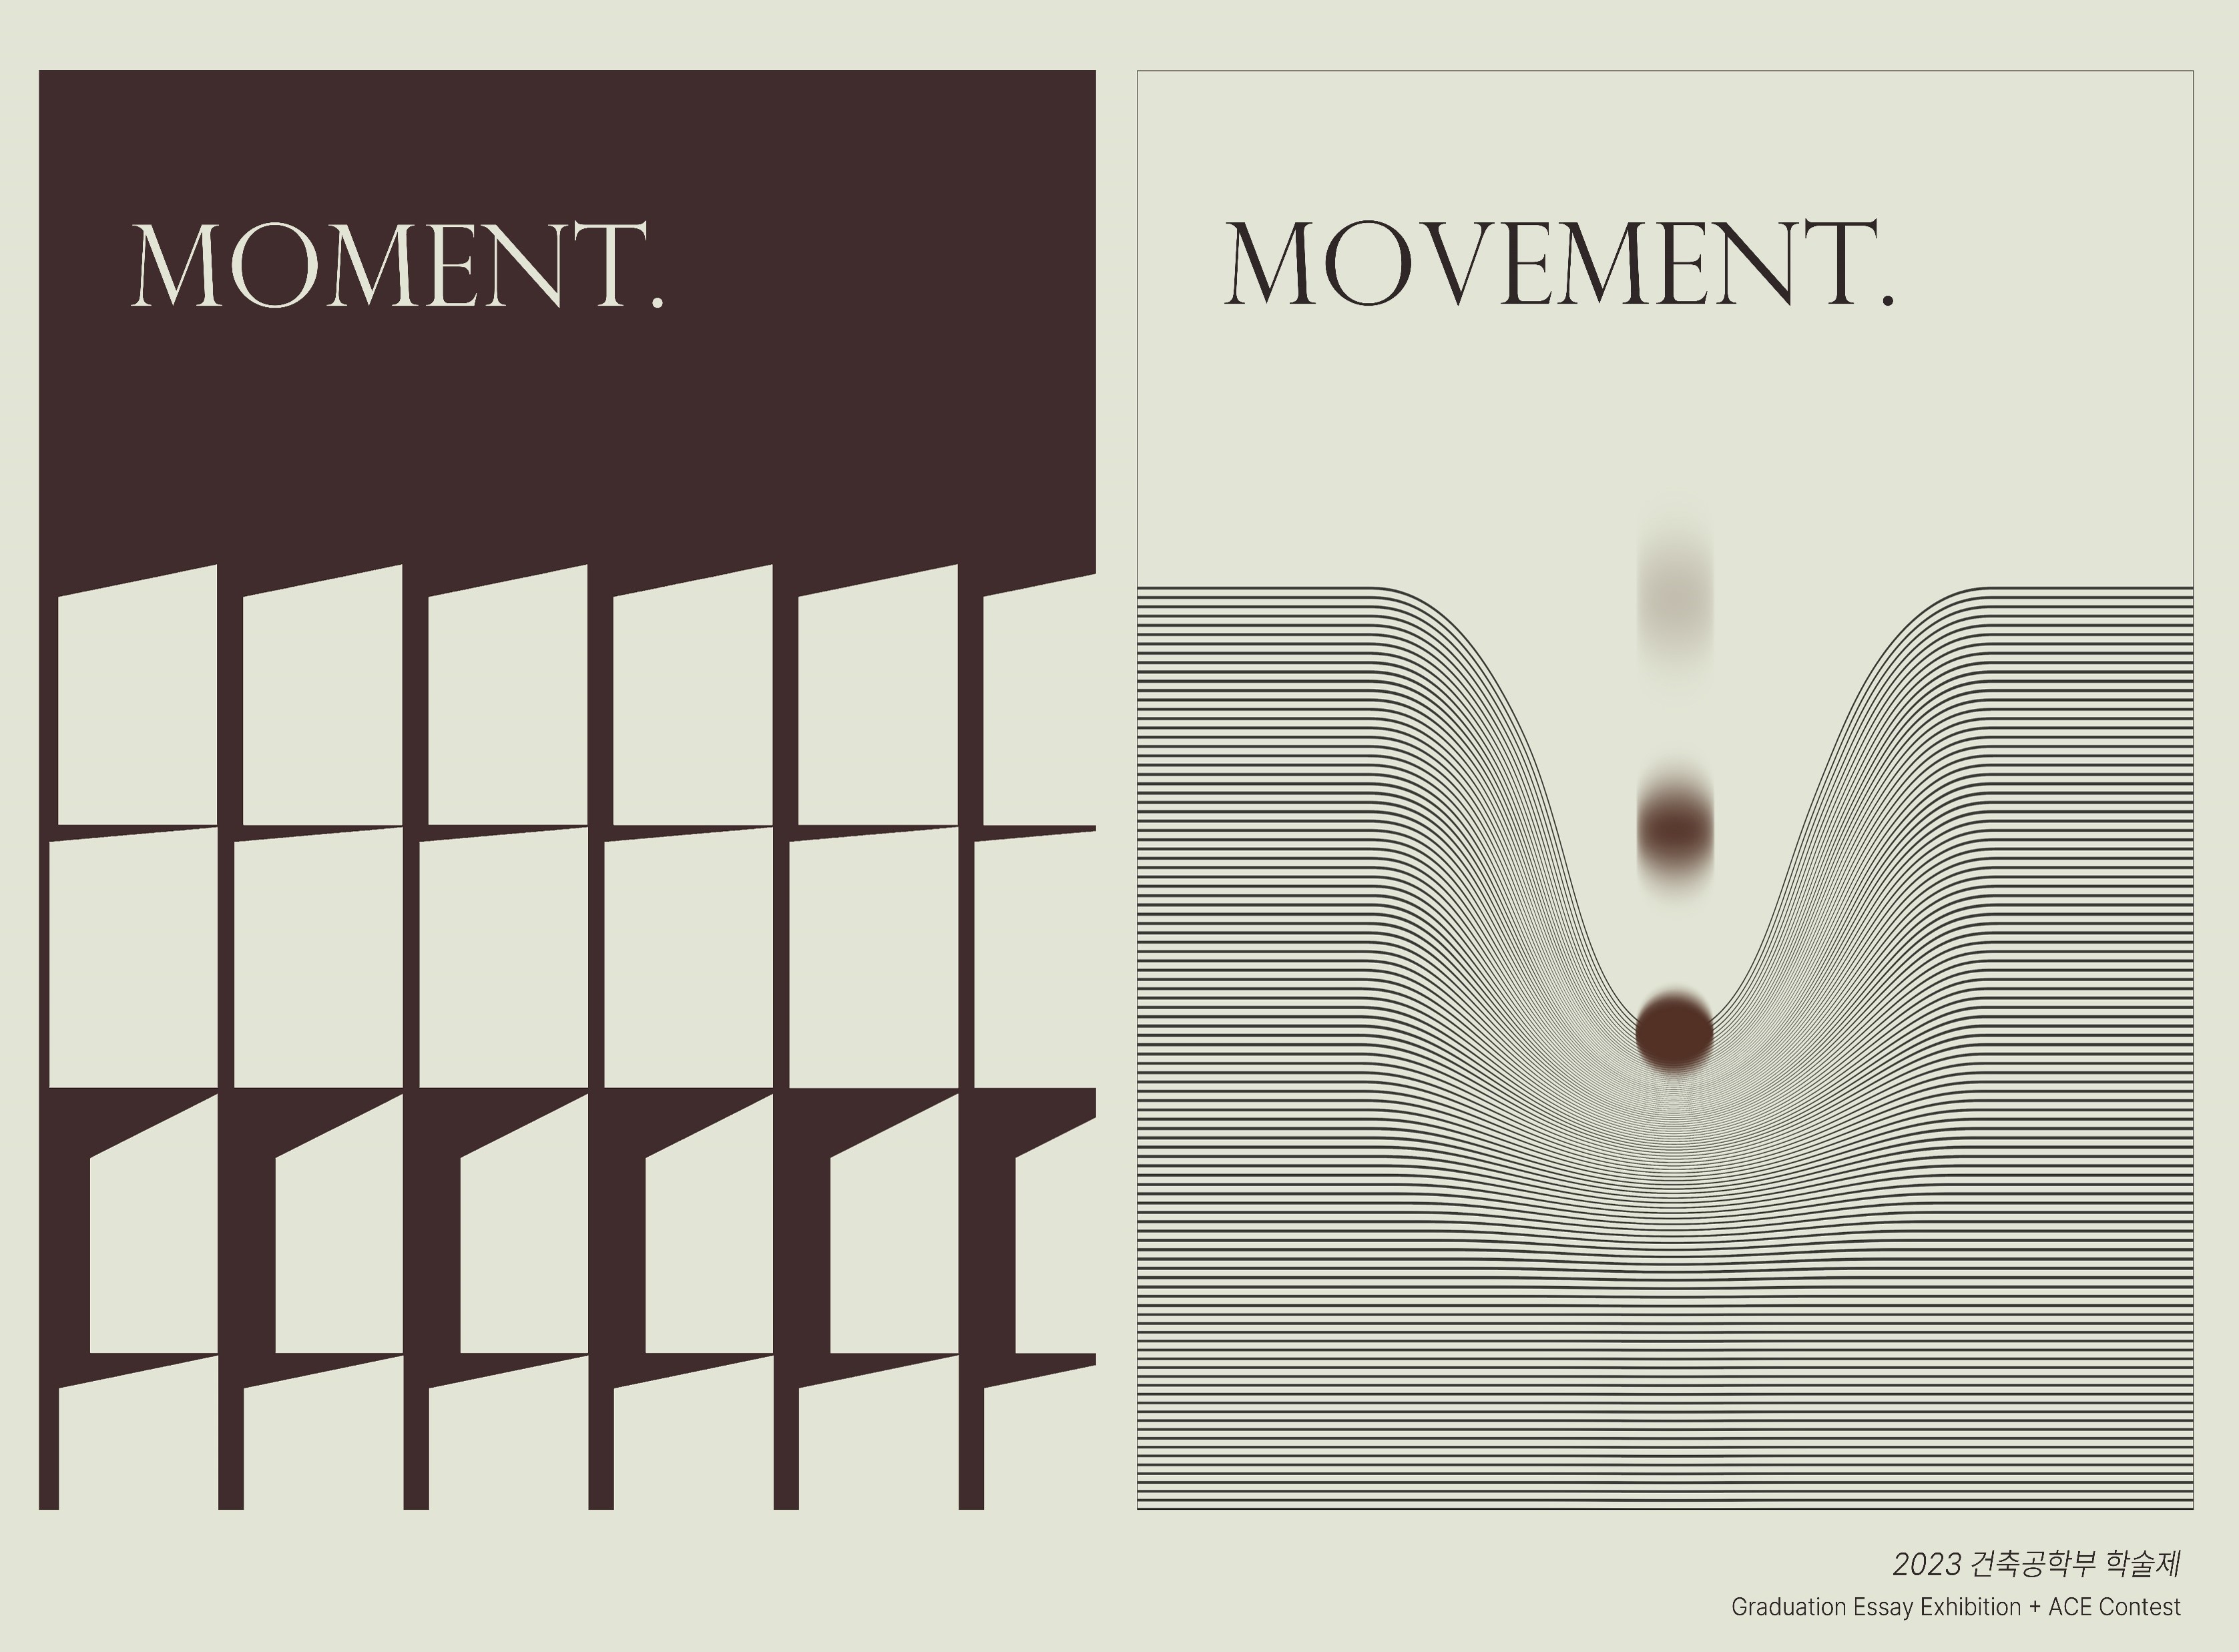 MOMENT.
MOVEMENT.
2023 건축공학부 학술제
Graduation Essay Exhibition + ACE Contest